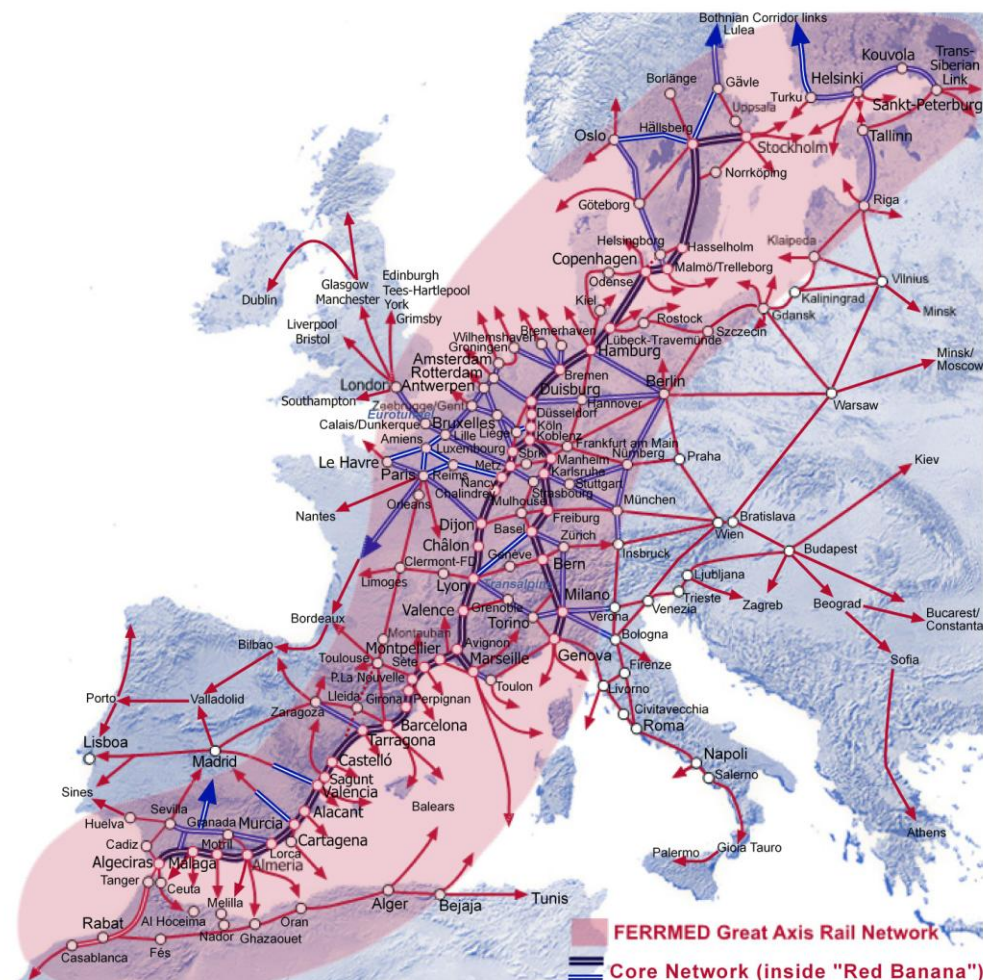 Bothnian Corridor links
Lulea
Kouvola
Trans-
Siberian
Link
Borlänge
Gävle
Helsinki
Uppsala
Turku
Sankt-Peterburg
Oslo
Hällsberg
Stockholm
Tallinn
Norrköping
Göteborg
Riga
Helsingborg
Hasselholm
Klaipeda
Copenhagen
Malmö/Trelleborg
Odense
Vilnius
Kaliningrad
Gdansk
Minsk
Kiel
Rostock
Szczecin
Lübeck-Travemünde
Edinburgh
Tees-Hartlepool
York
Grimsby
Glasgow
Manchester
Dublin
Liverpool
Bristol
Bremerhaven
Wilhemshaven
Groningen
Hamburg
Minsk/
Moscow
Amsterdam
Rotterdam
Bremen
Berlin
London
Antwerpen
Duisburg
Hannover
Warsaw
Southampton
Zeebrugge/Gent
Eurotunnel
Düsseldorf
Calais/Dunkerque
Bruxelles
Köln
Lille
Liège
Koblenz
Frankfurt am Main
Amiens
Luxembourg
Sbrk
Nürnberg
Praha
Le Havre
Metz
Manheim
Kiev
Paris
Reims
Nancy
Karlsruhe
Stuttgart
Chalindrey
Strasbourg
Orleans
Mulhouse
München
Nantes
Dijon
Basel
Freiburg
Bratislava
Wien
Châlon
Zürich
Insbruck
Budapest
Genève
Clermont-FD
Bern
Ljubljana
Limoges
Lyon
Transalpine
Trieste
Milano
Zagreb
Beograd
Venezia
Valence
Grenoble
Verona
Bucarest/
Constanta
Bordeaux
Torino
Bologna
Montauban
Avignon
Bilbao
Montpellier
Genova
Toulouse
Sète
Marseille
Firenze
Sofia
P.La Nouvelle
Toulon
Livorno
Porto
Valladolid
Lleida
Girona
Perpignan
Civitavecchia
Zaragoza
Barcelona
Roma
Lisboa
Tarragona
Madrid
Castelló
Napoli
Sagunt
Salerno
València
Sines
Balears
Alacant
Sevilla
Granada
Murcia
Athens
Huelva
Cartagena
Motril
Lorca
Gioia Tauro
Cadiz
Palermo
Algeciras
Málaga
Almeria
Tanger
Ceuta
Melilla
Alger
Tunis
Oran
Bejaja
Rabat
Al Hoceima
Nador
Ghazaouet
Casablanca
Fés
FERRMED Great Axis Rail Network
Core Network (inside "Red Banana")